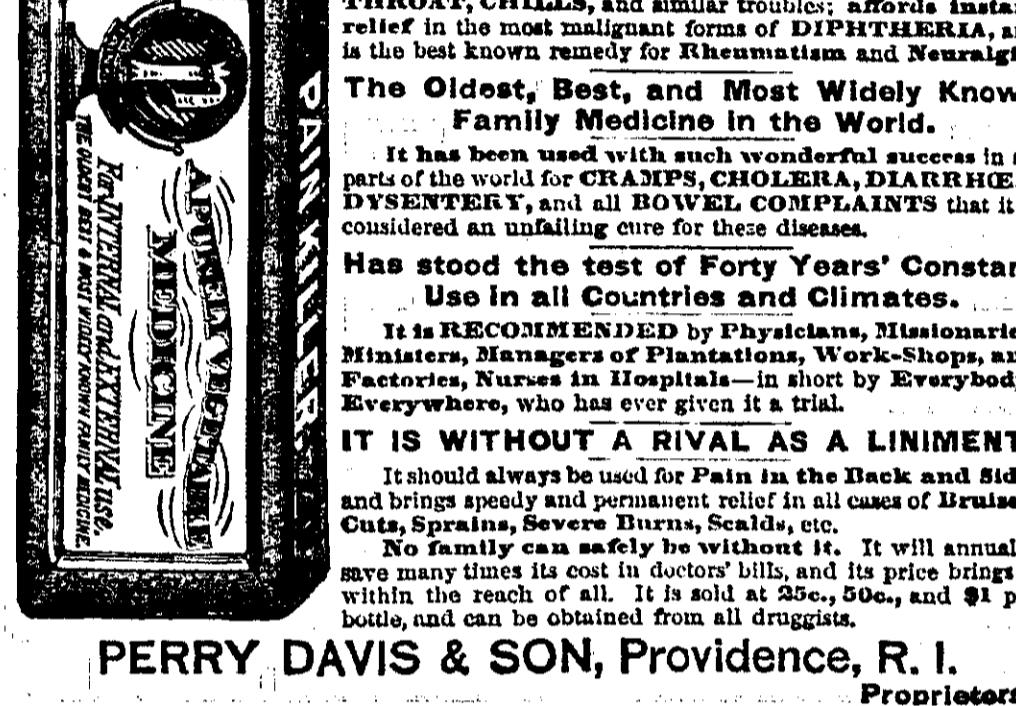 THROAT, CHILLS, and similar troubles; affords instan
relief in the most malignant forms of DIPHTHERIA, an
is the best known remedy for Rheumatism and Neuralgi
The Oldest, Best, and Most Widely Know
Family Medicine in the World.
It has been used with such wonderful success in a
parts of the world for CRAMPS, CHOLERA, DIARRHŒ
DYSENTERY, and all BOWEL COMPLAINTS that it
considered an unfailing cure for these diseases.
Has stood the test of Forty Years' Constan
Use in all Countries and Climates.
It is RECOMMENDED by Physicians, Missionarie
Ministers, Managers of Plantations, Work-Shops, an
Factories, Nurses in Hospitals—in short by Everybody
Everywhere, who has ever given it a trial.
IT IS WITHOUT A RIVAL AS A LINIMENT
It should always be used for Pain in the Back and Sid
and brings speedy and permanent relief in all cases of Bruise
Cuts, Sprains, Severe Burns, Scalds, etc.
No family can safely be without it. It will annual
save many times its cost in doctors' bills, and its price brings
within the reach of all. It is sold at 25c., 50c., and $1 p
bottle, and can be obtained from all druggists.
PAIN KILLER
A PURELY VEGETABLE
MEDICINE
For INTERNAL and EXTERNAL use.
THE OLDEST BEST & MOST WIDELY KNOWN FAMILY MEDICINE.
PERRY DAVIS & SON, Providence, R. I.
Proprietors